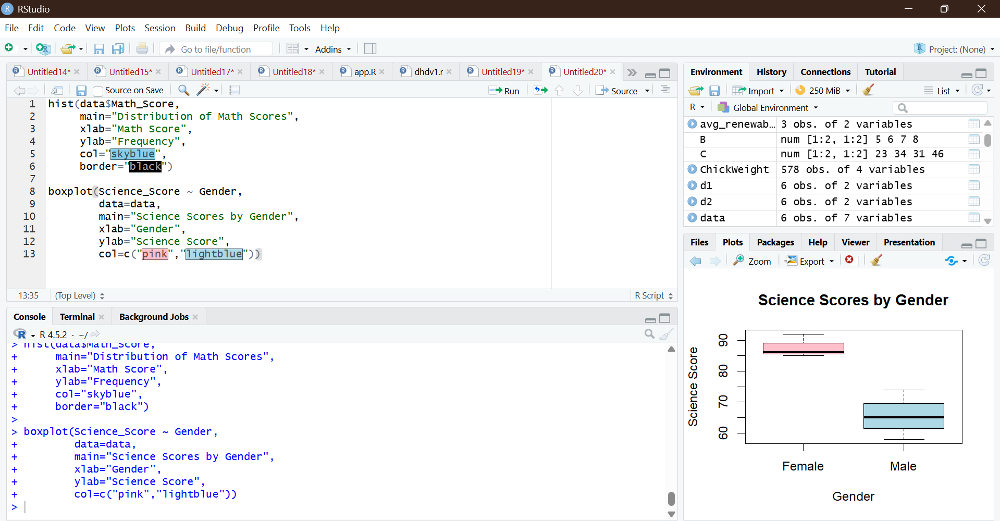 RStudio
File Edit Code View Plots Session Build Debug Profile Tools Help
Go to file/function Addins Project: (None)
Untitled14* Untitled15* Untitled17* Untitled18* app.R dhdv1.r Untitled19* Untitled20*
Source on Save Run Source
1 hist(data$Math_Score,
2 main="Distribution of Math Scores",
3 xlab="Math Score",
4 ylab="Frequency",
5 col="skyblue",
6 border="black")
7
8 boxplot(Science_Score ~ Gender,
9 data=data,
10 main="Science Scores by Gender",
11 xlab="Gender",
12 ylab="Science Score",
13 col=c("pink","lightblue"))
13:35 (Top Level) R Script
Console Terminal Background Jobs
R 4.5.2 · ~/
> hist(data$Math_Score,
+ main="Distribution of Math Scores",
+ xlab="Math Score",
+ ylab="Frequency",
+ col="skyblue",
+ border="black")
>
> boxplot(Science_Score ~ Gender,
+ data=data,
+ main="Science Scores by Gender",
+ xlab="Gender",
+ ylab="Science Score",
+ col=c("pink","lightblue"))
>
Environment History Connections Tutorial
Import 250 MiB List
R Global Environment
avg_renewab… 3 obs. of 2 variables
B num [1:2, 1:2] 5 6 7 8
C num [1:2, 1:2] 23 34 31 46
ChickWeight 578 obs. of 4 variables
d1 6 obs. of 2 variables
d2 6 obs. of 2 variables
data 6 obs. of 7 variables
Files Plots Packages Help Viewer Presentation
Zoom Export
Science Scores by Gender
Science Score
90
80
70
60
Female Male
Gender